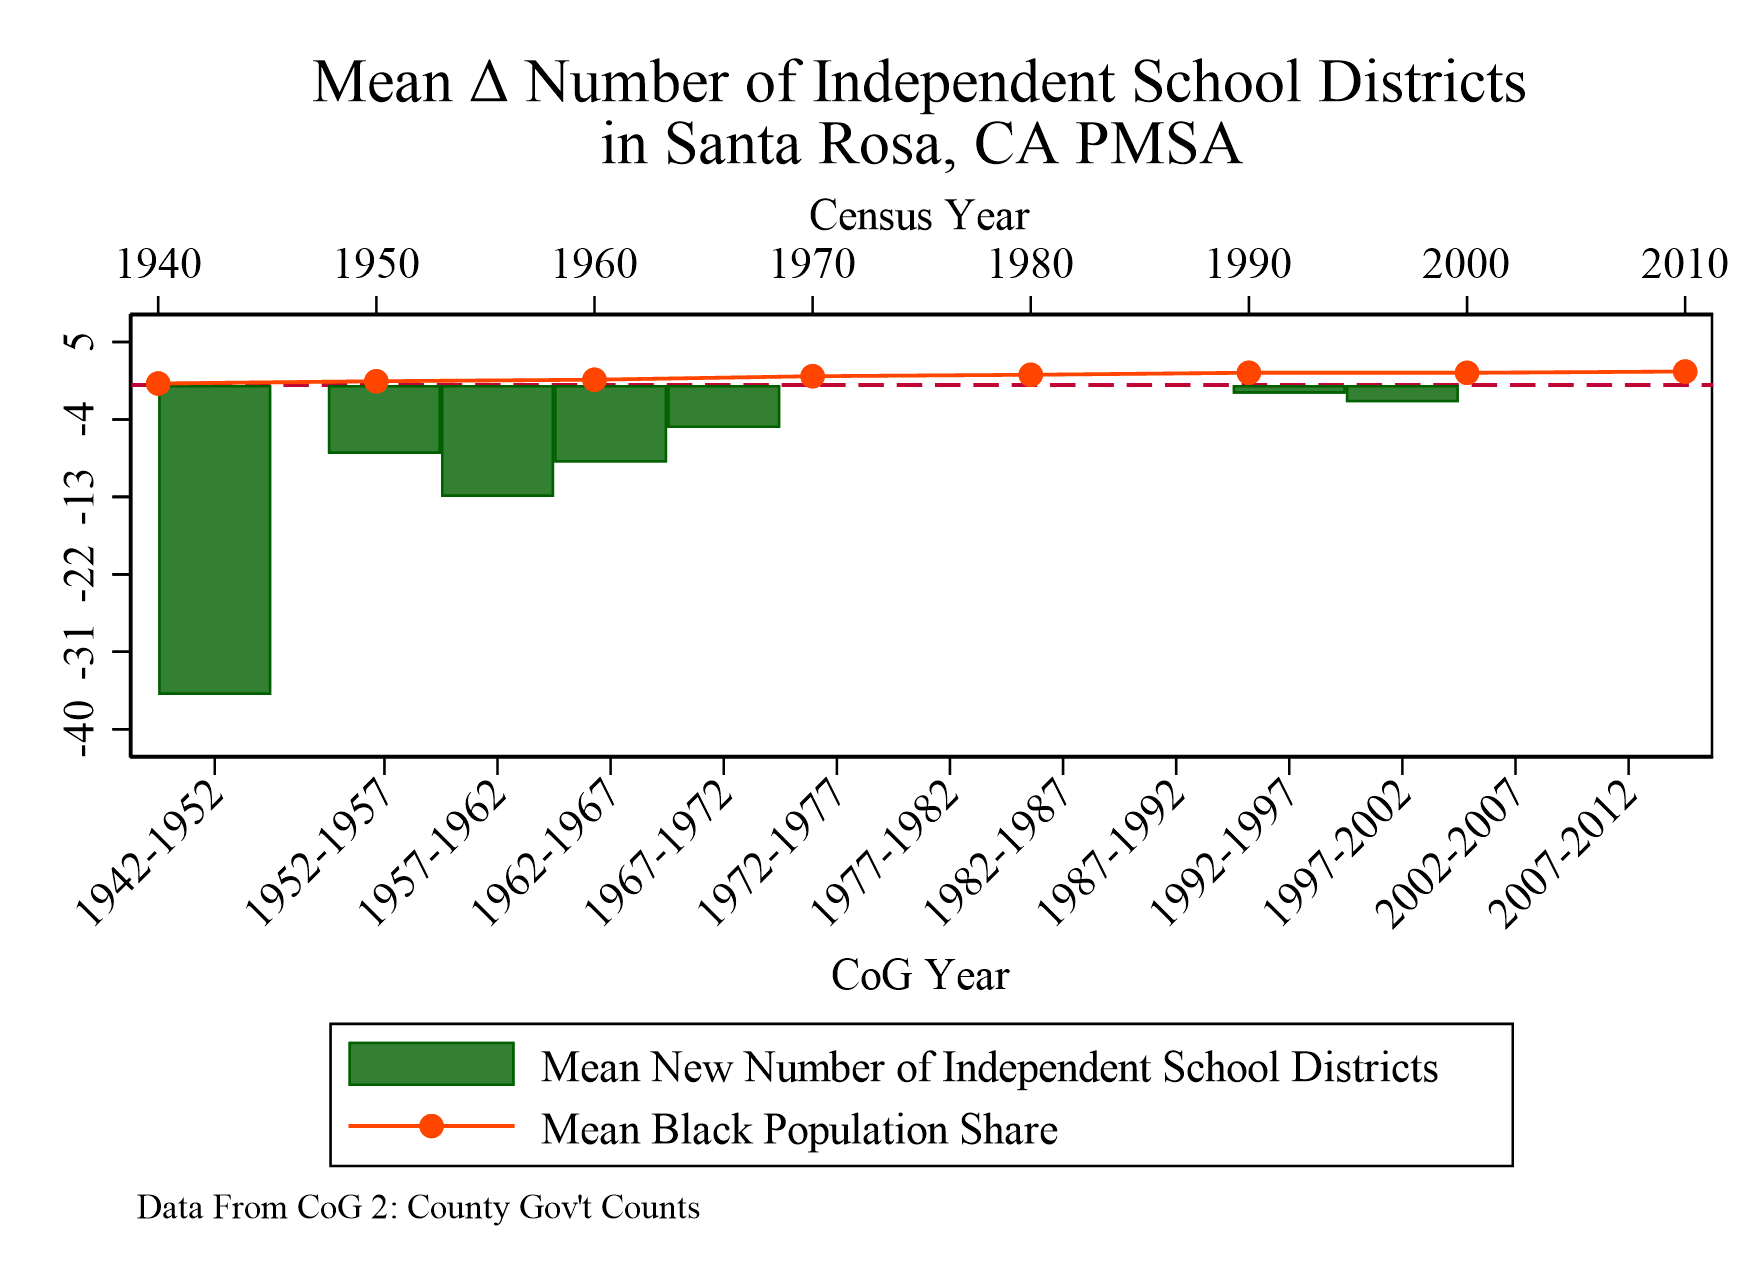 Mean Δ Number of Independent School Districts
in Santa Rosa, CA PMSA
Census Year
1940 1950 1960 1970 1980 1990 2000 2010
5
-4
-13
-22
-31
-40
1942-1952 1952-1957 1957-1962 1962-1967 1967-1972 1972-1977 1977-1982 1982-1987 1987-1992 1992-1997 1997-2002 2002-2007 2007-2012
CoG Year
Mean New Number of Independent School Districts
Mean Black Population Share
Data From CoG 2: County Gov't Counts